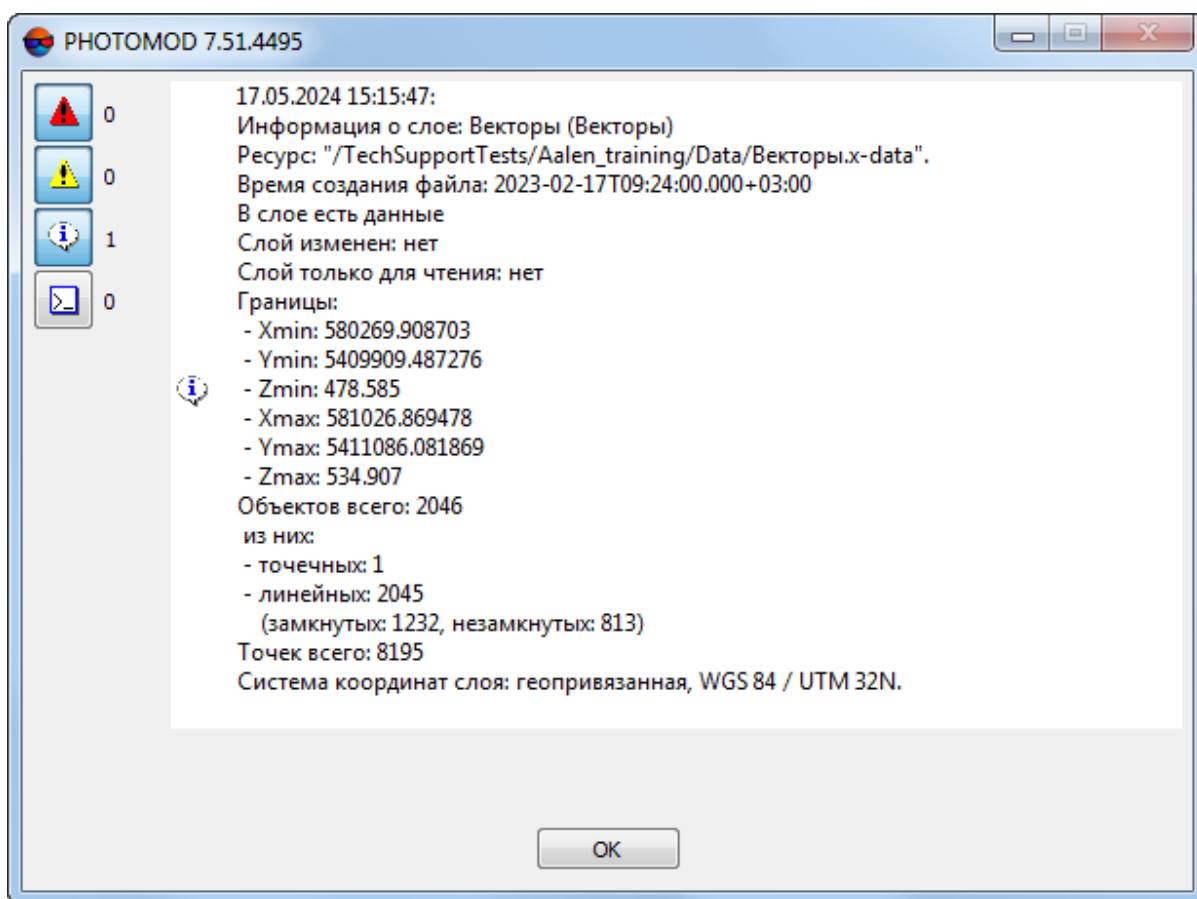 PHOTOMOD 7.51.4495
0
0
1
0
17.05.2024 15:15:47:
Информация о слое: Векторы (Векторы)
Ресурс: "/TechSupportTests/Aalen_training/Data/Векторы.x-data".
Время создания файла: 2023-02-17T09:24:00.000+03:00
В слое есть данные
Слой изменен: нет
Слой только для чтения: нет
Границы:
- Xmin: 580269.908703
- Ymin: 5409909.487276
- Zmin: 478.585
- Xmax: 581026.869478
- Ymax: 5411086.081869
- Zmax: 534.907
Объектов всего: 2046
из них:
- точечных: 1
- линейных: 2045
(замкнутых: 1232, незамкнутых: 813)
Точек всего: 8195
Система координат слоя: геопривязанная, WGS 84 / UTM 32N.
OK